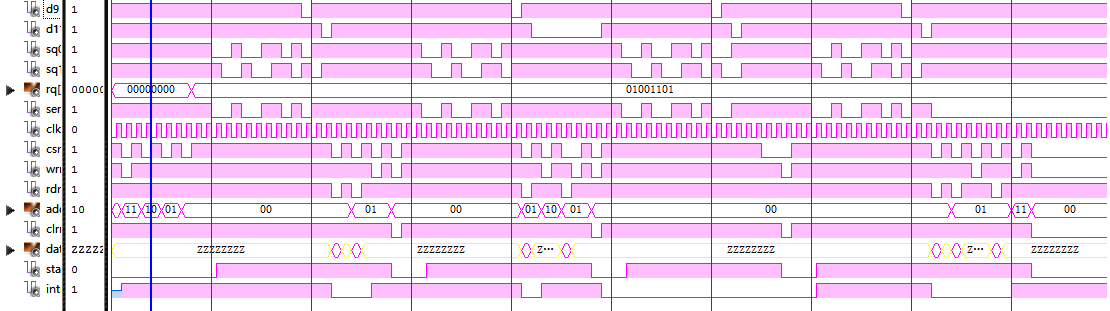 d9 1
d1 1
sq 1
sq 1
rq[ 0000 00000000 01001101
ser 1
clk 0
csr 1
wr 1
rdr 1
ad 10 11 10 01 00 01 00 01 10 01 00 01 11 00
clr 1
dat ZZZZZ ZZZZZZZZ ZZZZZZZZ Z… ZZZZZZZZ Z… ZZZZZZZZ
sta 0
int 1